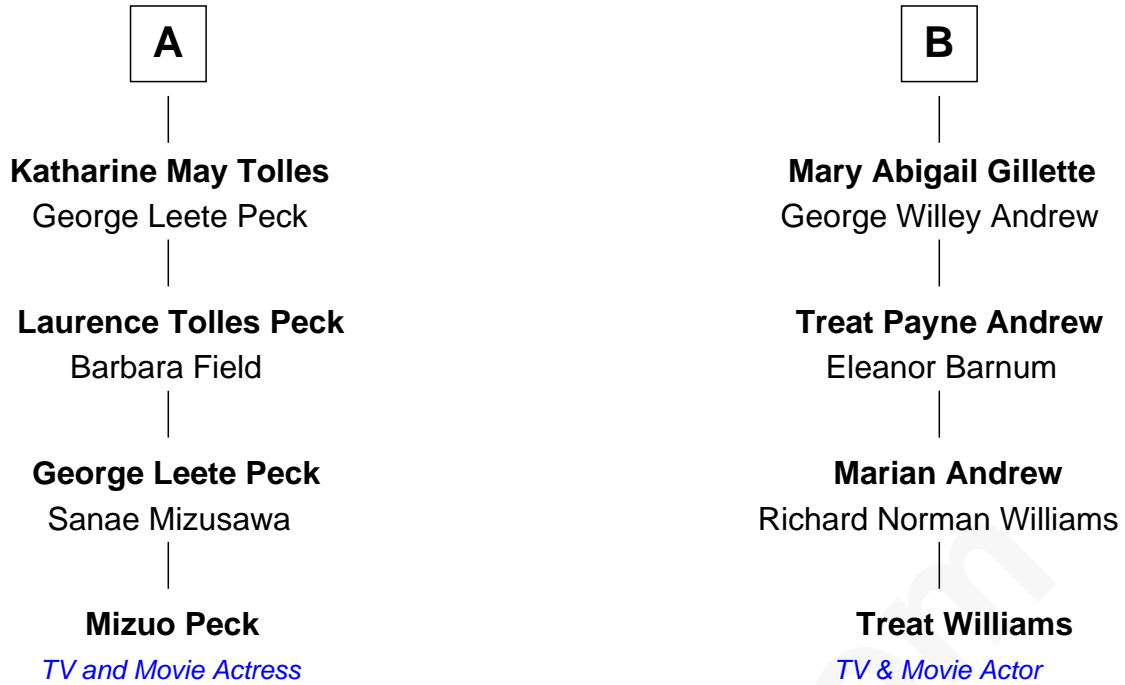 A
Katharine May Tolles
George Leete Peck
Laurence Tolles Peck
Barbara Field
George Leete Peck
Sanae Mizusawa
Mizuo Peck
TV and Movie Actress
B
Mary Abigail Gillette
George Willey Andrew
Treat Payne Andrew
Eleanor Barnum
Marian Andrew
Richard Norman Williams
Treat Williams
TV & Movie Actor